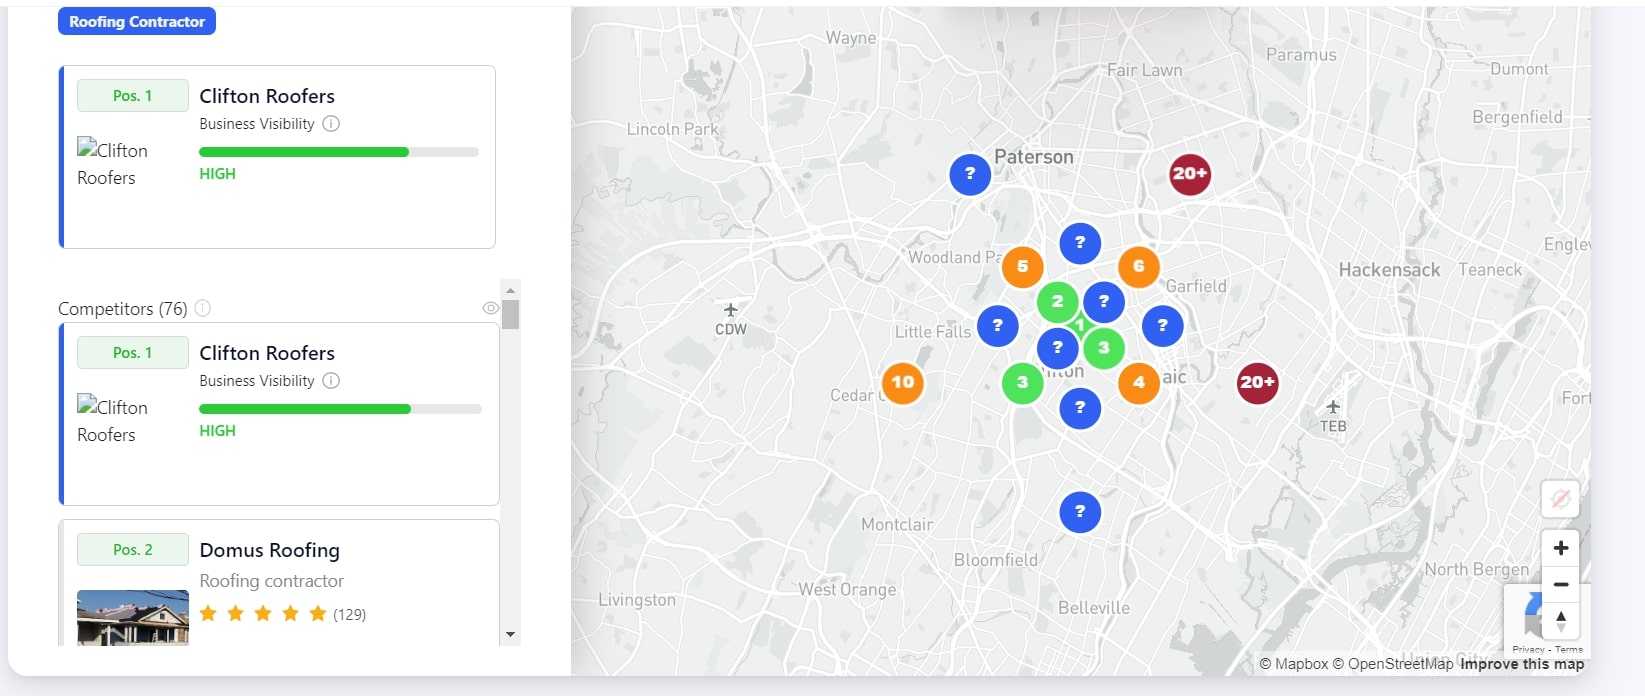 Roofing Contractor
Pos. 1
Clifton Roofers
Business Visibility
Clifton
Roofers
HIGH
Competitors (76)
Pos. 1
Clifton Roofers
Business Visibility
Clifton
Roofers
HIGH
Pos. 2
Domus Roofing
Roofing contractor
(129)
Wayne
Paramus
Fair Lawn
Dumont
Bergenfield
Lincoln Park
Paterson
?
20+
?
Woodland Pa
5
6
Hackensack
Teaneck
Englew
Garfield
2
?
CDW
Little Falls
?
1
?
?
3
Cedar
10
3
4
aic
20+
?
TEB
Fort
?
Montclair
Bloomfield
North Bergen
West Orange
Livingston
Belleville
Privacy - Terms
Union City
© Mapbox © OpenStreetMap Improve this map